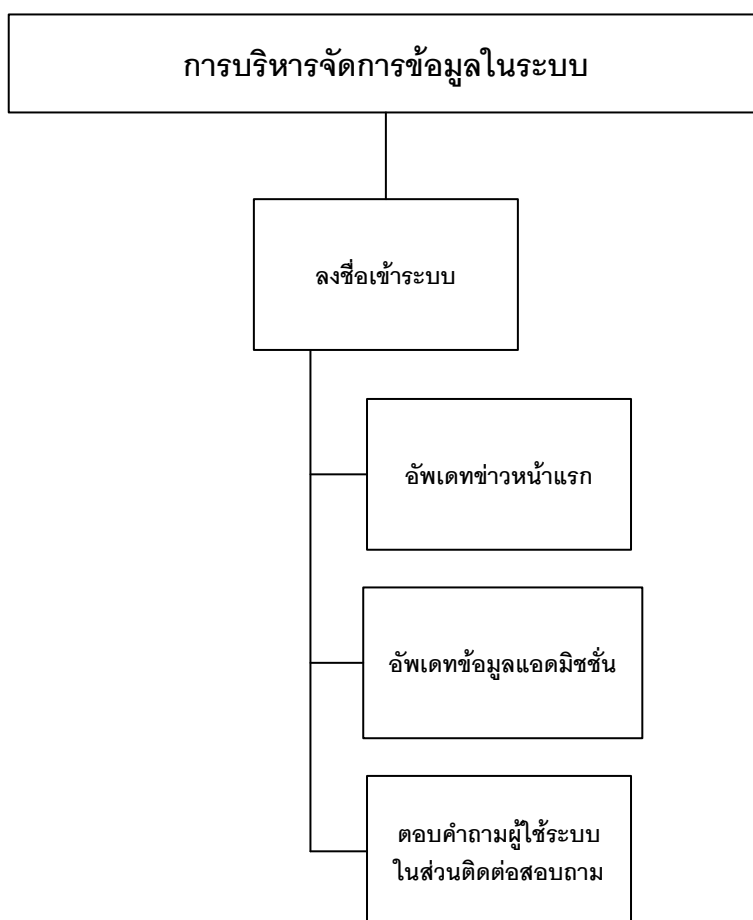 การบริหารจัดการข้อมูลในระบบ
ลงชื่อเข้าระบบ
อัพเดทข่าวหน้าแรก
อัพเดทข้อมูลแอดมิชชั่น
ตอบคำถามผู้ใช้ระบบ
ในส่วนติดต่อสอบถาม